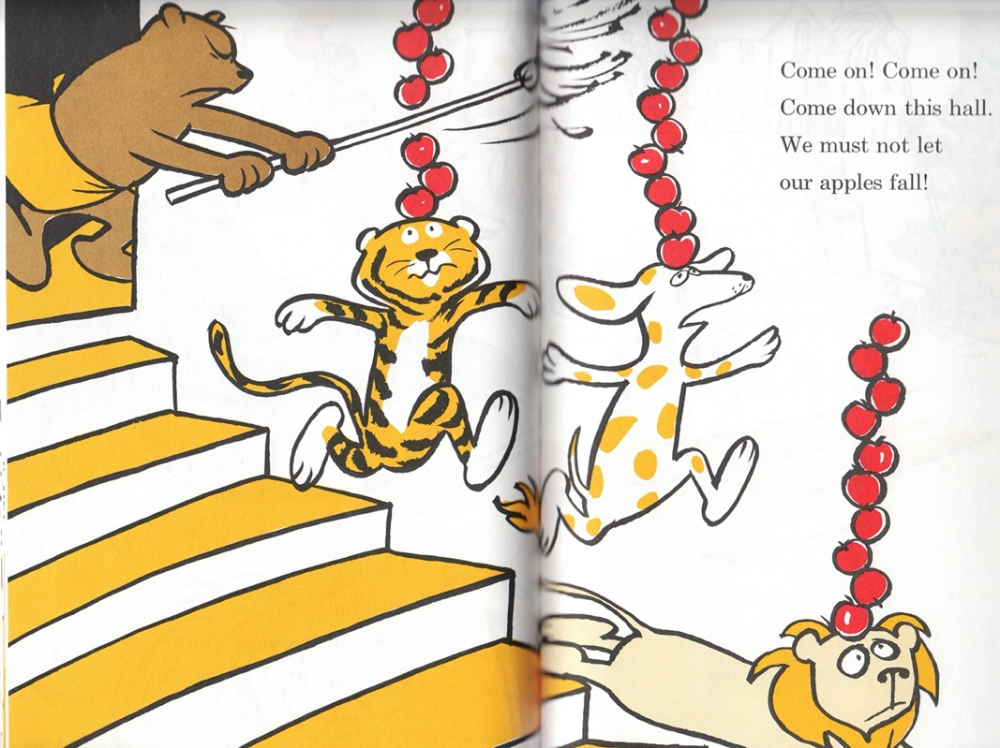 Come on! Come on!
Come down this hall.
We must not let
our apples fall!